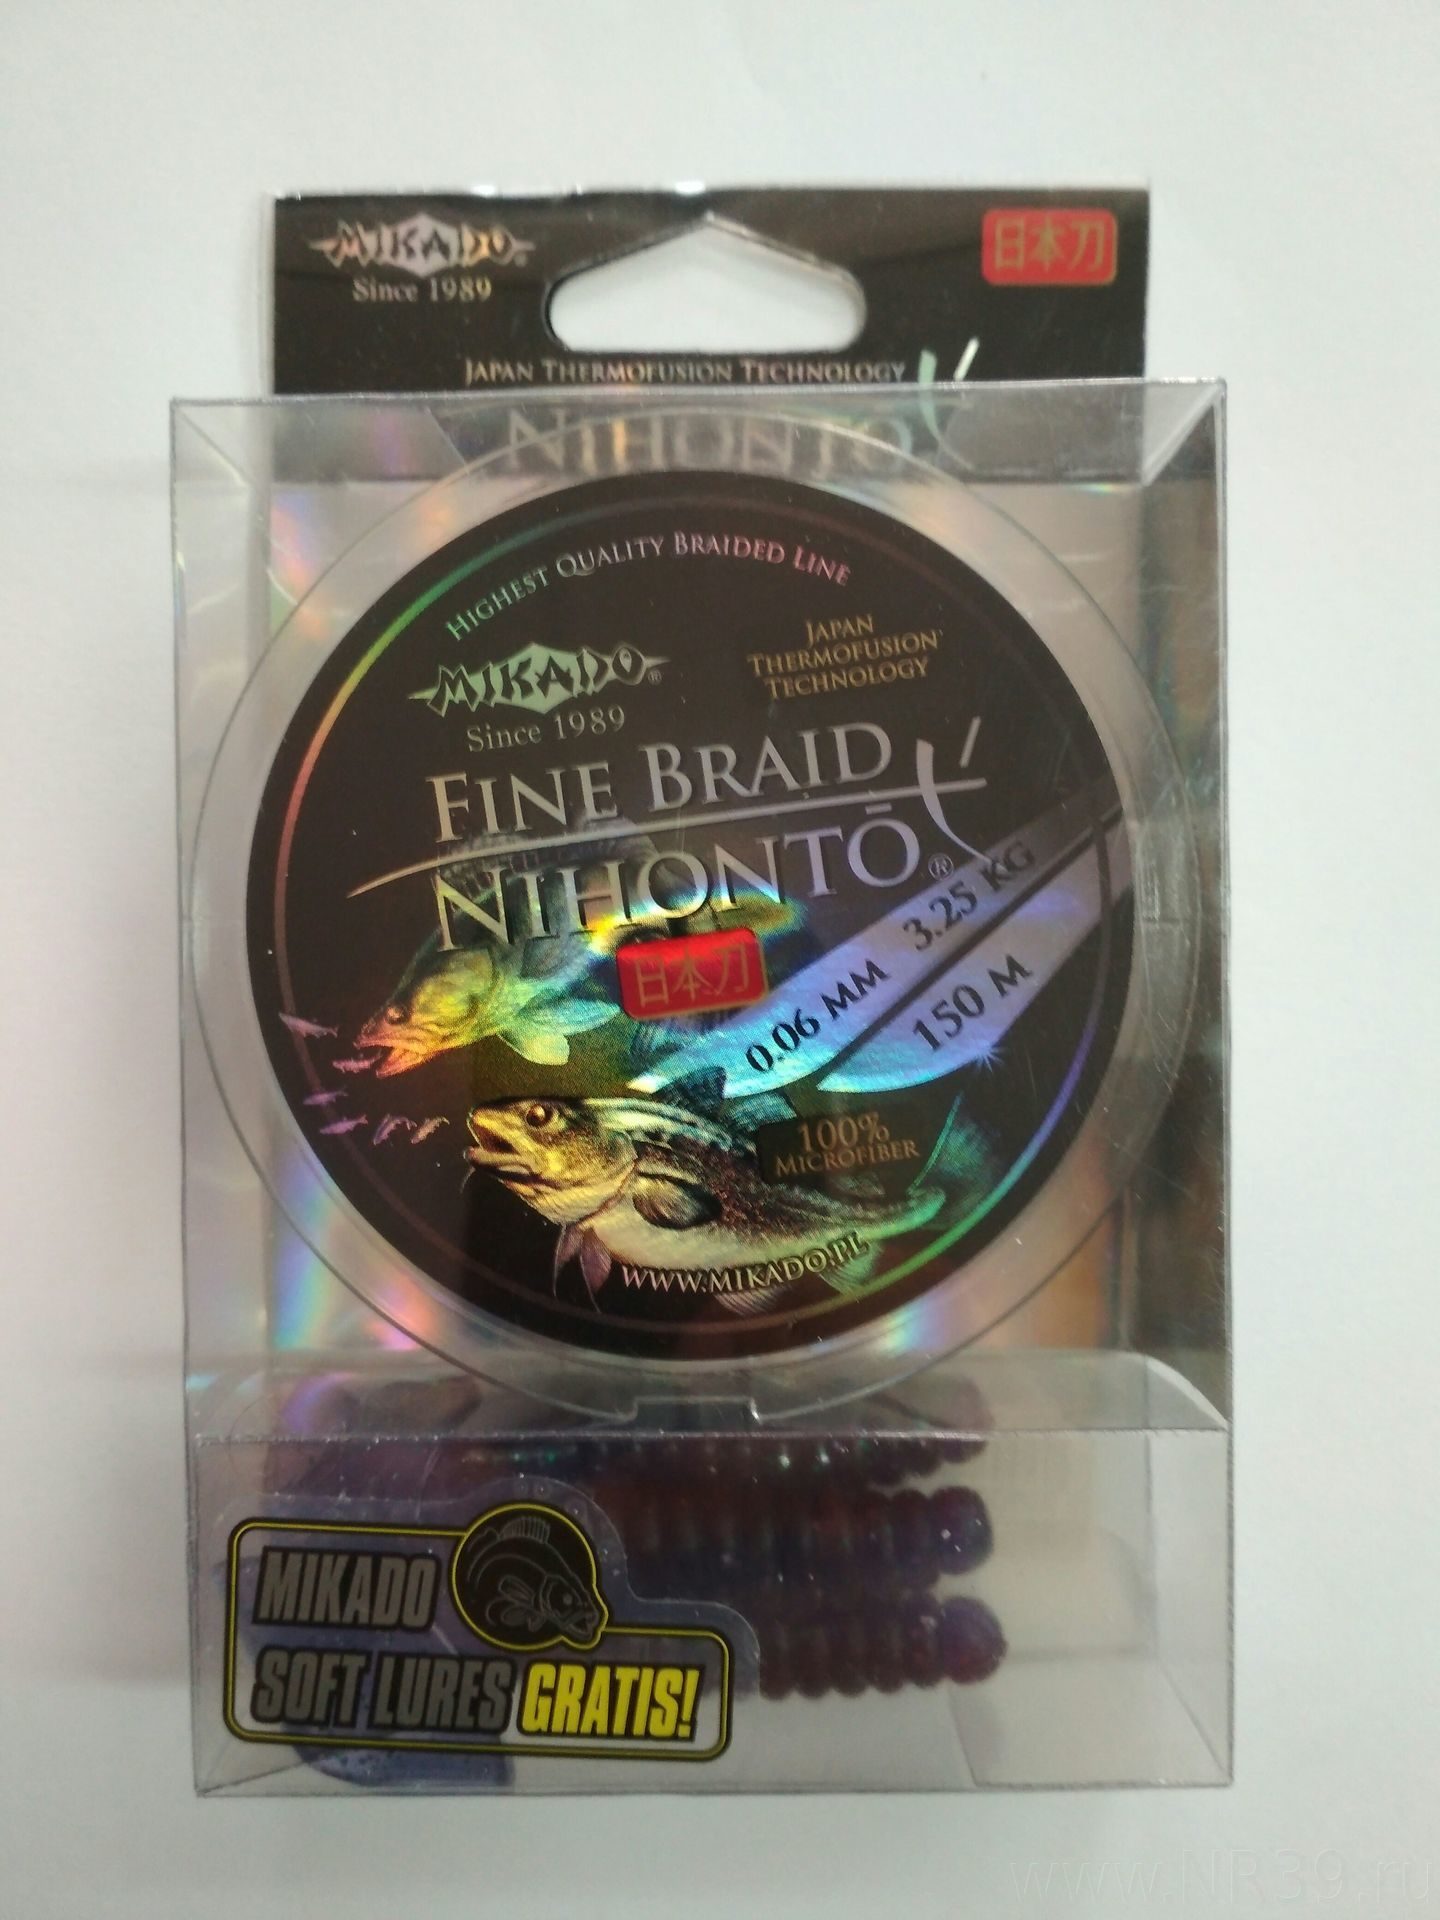 MIKADO®
Since 1989
日本刀
JAPAN THERMOFUSION TECHNOLOGY
NIHONTŌ
HIGHEST QUALITY BRAIDED LINE
MIKADO®
Since 1989
JAPAN
THERMOFUSION
TECHNOLOGY
FINE BRAID
NIHONTŌ®
日本刀
0.06 MM 3.25 KG
150 M
100%
MICROFIBER
WWW.MIKADO.PL
MIKADO
SOFT LURES GRATIS!
www.NR39.ru